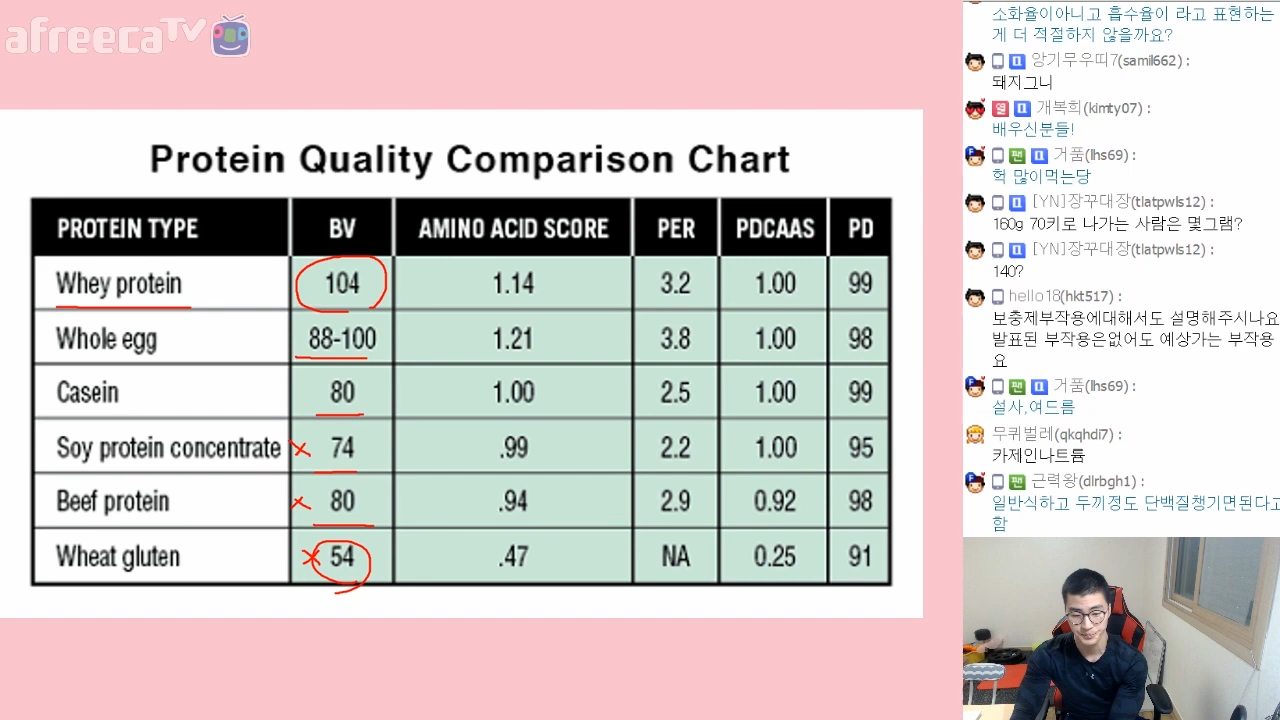 afreecaTV
Protein Quality Comparison Chart
PROTEIN TYPE BV AMINO ACID SCORE PER PDCAAS PD
Whey protein 104 1.14 3.2 1.00 99
Whole egg 88-100 1.21 3.8 1.00 98
Casein 80 1.00 2.5 1.00 99
Soy protein concentrate 74 .99 2.2 1.00 95
Beef protein 80 .94 2.9 0.92 98
Wheat gluten 54 .47 NA 0.25 91
소화율이아니고 흡수율이 라고 표현하는
게 더 적절하지 않을까요?
앙기무우띠7(samil662) :
돼지그니
열 개복희(kimty07) :
배우신분들!
팬 거품(lhs69) :
헉 많이먹는당
[YN]장꾸대장(tlatpwls12) :
160g 70키로 나가는 사람은 몇그램?
[YN]장꾸대장(tlatpwls12) :
140?
hello18(hkt517) :
보충제부작용에대해서도 설명해주시나요
발표된 부작용은없어도 예상가는 부작용
요
팬 거품(lhs69) :
설사,여드름
무퀴벌레(qkqhdi7) :
카제인나트륨
팬 근력왕(dlrbgh1) :
일반식하고 두끼정도 단백질챙기면된다고
함